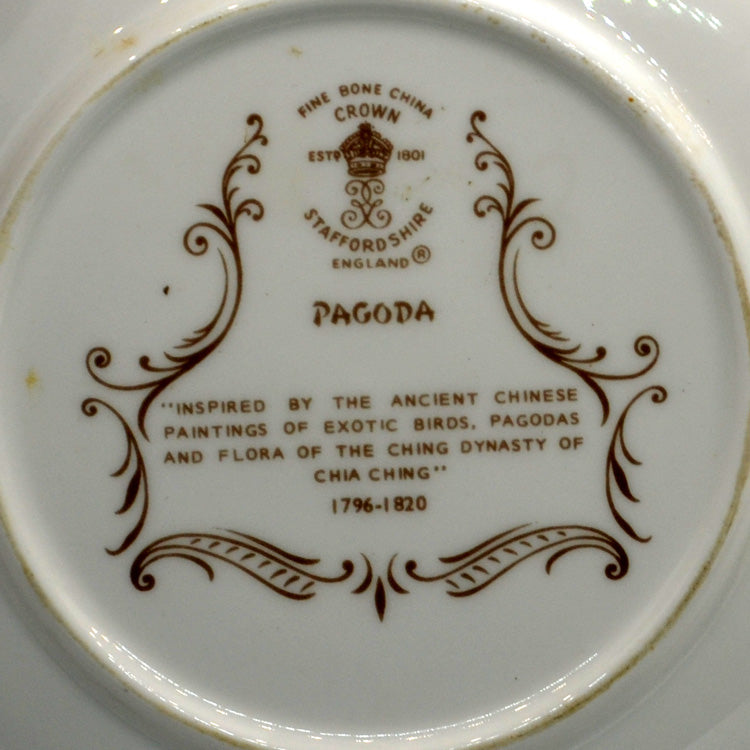 FINE BONE CHINA
CROWN
ESTD 1801
STAFFORDSHIRE
ENGLAND ®
PAGODA
"INSPIRED BY THE ANCIENT CHINESE
PAINTINGS OF EXOTIC BIRDS, PAGODAS
AND FLORA OF THE CHING DYNASTY OF
CHIA CHING"
1796-1820